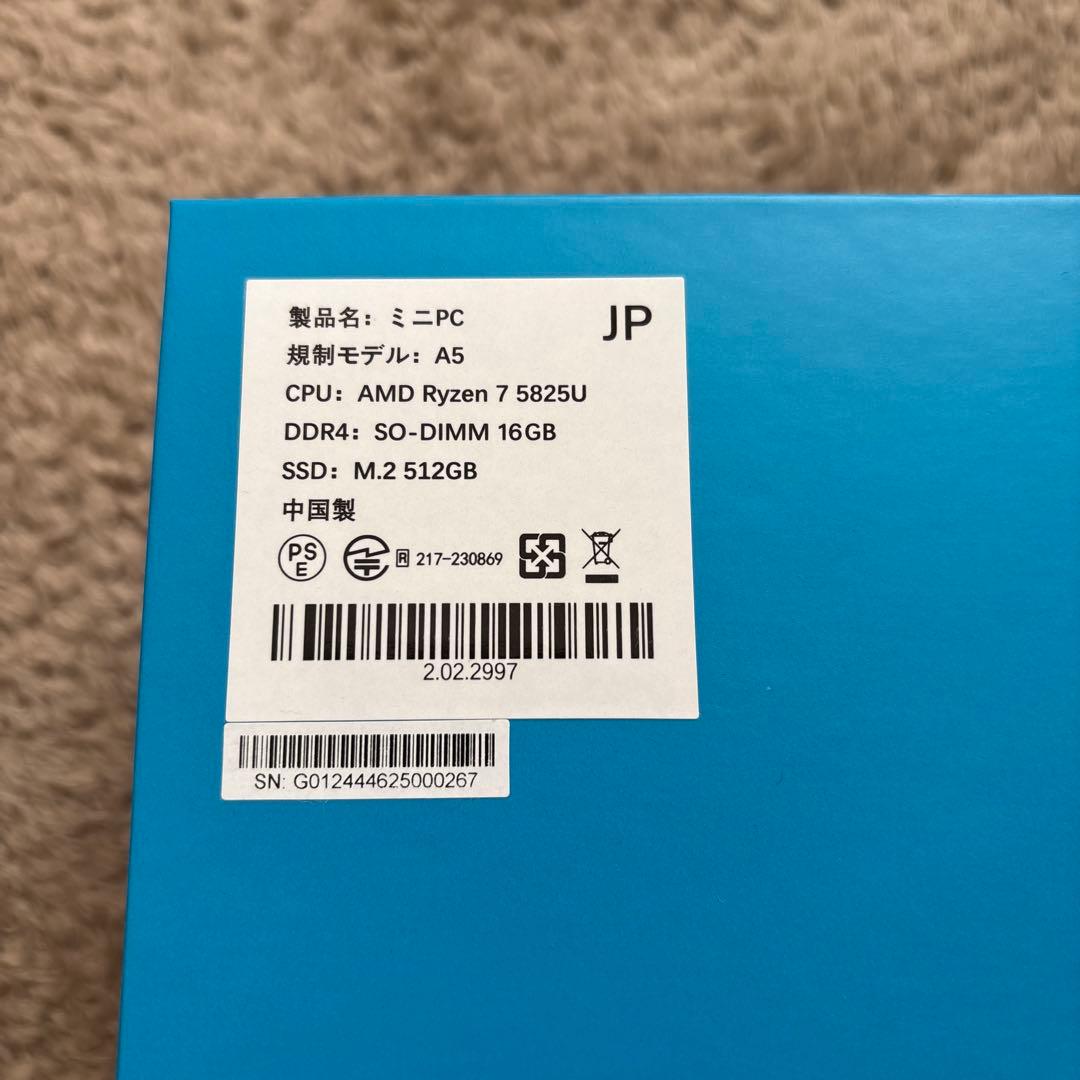 製品名：ミニPC
JP
規制モデル：A5
CPU：AMD Ryzen 7 5825U
DDR4：SO-DIMM 16GB
SSD：M.2 512GB
中国製
PSE R 217-230869
2.02.2997
SN: G012444625000267